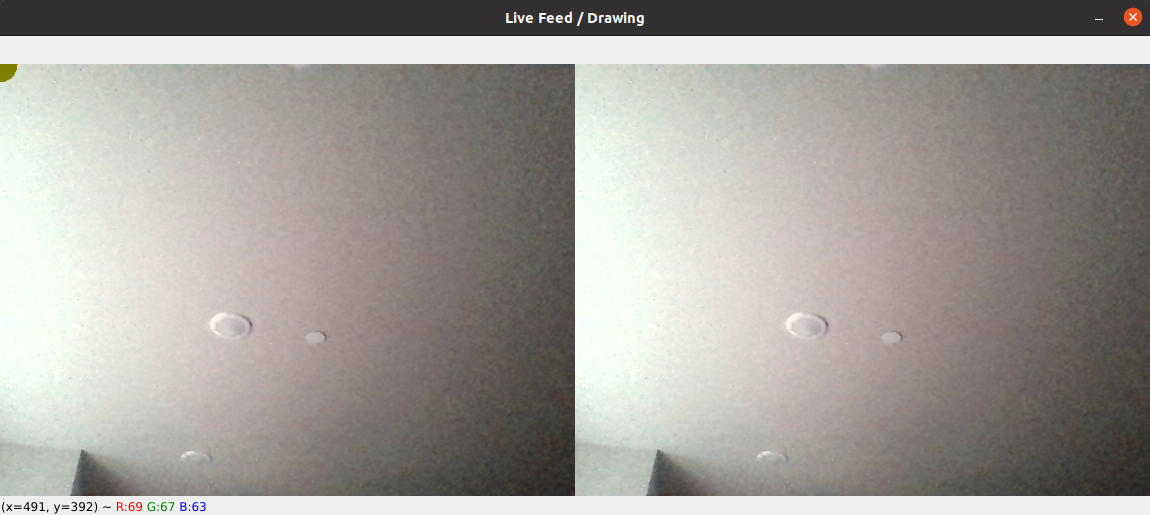 Live Feed / Drawing
(x=491, y=392) ~ R:69 G:67 B:63